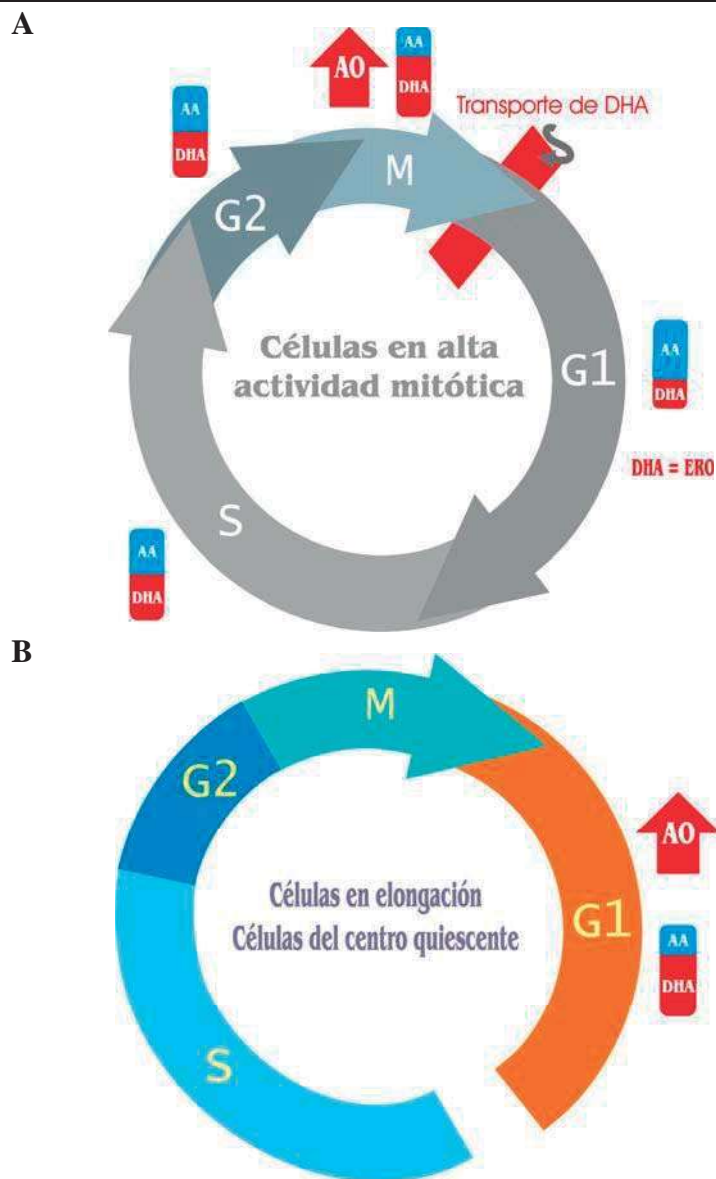 A
AO
AA
DHA
Transporte de DHA
AA
DHA
M
G2
Células en alta
actividad mitótica
G1
AA
DHA
DHA = ERO
S
AA
DHA
B
M
G2
AO
Células en elongación
Células del centro quiescente
G1
AA
DHA
S